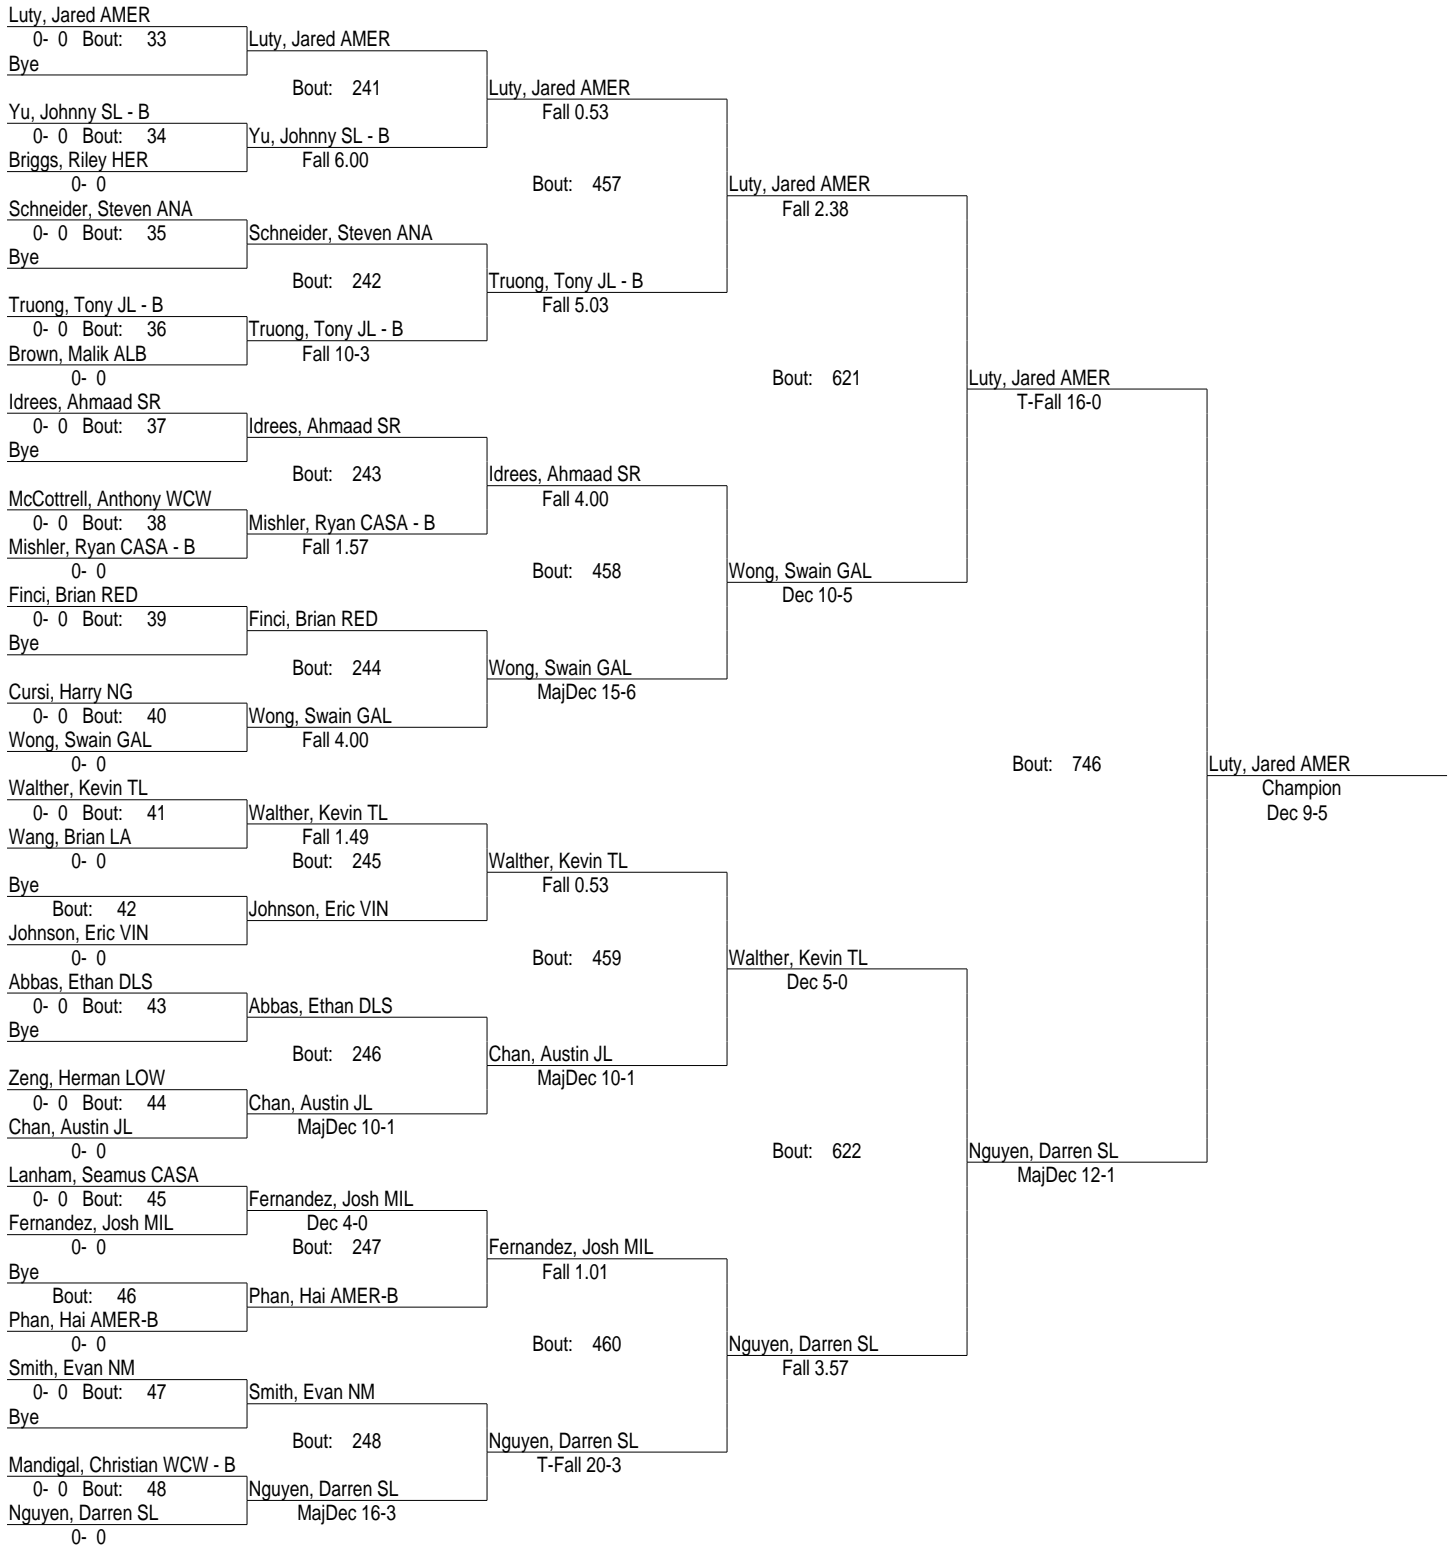 Luty, Jared AMER
0- 0 Bout: 33
Luty, Jared AMER
Bye
Bout: 241
Luty, Jared AMER
Fall 0.53
Yu, Johnny SL - B
0- 0 Bout: 34
Yu, Johnny SL - B
Briggs, Riley HER
Fall 6.00
0- 0
Bout: 457
Luty, Jared AMER
Fall 2.38
Schneider, Steven ANA
0- 0 Bout: 35
Schneider, Steven ANA
Bye
Bout: 242
Truong, Tony JL - B
Fall 5.03
Truong, Tony JL - B
0- 0 Bout: 36
Truong, Tony JL - B
Brown, Malik ALB
Fall 10-3
0- 0
Bout: 621
Luty, Jared AMER
T-Fall 16-0
Idrees, Ahmaad SR
0- 0 Bout: 37
Idrees, Ahmaad SR
Bye
Bout: 243
Idrees, Ahmaad SR
Fall 4.00
McCottrell, Anthony WCW
0- 0 Bout: 38
Mishler, Ryan CASA - B
Mishler, Ryan CASA - B
Fall 1.57
0- 0
Bout: 458
Wong, Swain GAL
Dec 10-5
Finci, Brian RED
0- 0 Bout: 39
Finci, Brian RED
Bye
Bout: 244
Wong, Swain GAL
MajDec 15-6
Cursi, Harry NG
0- 0 Bout: 40
Wong, Swain GAL
Wong, Swain GAL
Fall 4.00
0- 0
Bout: 746
Luty, Jared AMER
Champion
Dec 9-5
Walther, Kevin TL
0- 0 Bout: 41
Walther, Kevin TL
Wang, Brian LA
Fall 1.49
0- 0
Bout: 245
Walther, Kevin TL
Fall 0.53
Bye
Bout: 42
Johnson, Eric VIN
Johnson, Eric VIN
0- 0
Bout: 459
Walther, Kevin TL
Dec 5-0
Abbas, Ethan DLS
0- 0 Bout: 43
Abbas, Ethan DLS
Bye
Bout: 246
Chan, Austin JL
MajDec 10-1
Zeng, Herman LOW
0- 0 Bout: 44
Chan, Austin JL
Chan, Austin JL
MajDec 10-1
0- 0
Bout: 622
Nguyen, Darren SL
MajDec 12-1
Lanham, Seamus CASA
0- 0 Bout: 45
Fernandez, Josh MIL
Fernandez, Josh MIL
Dec 4-0
0- 0
Bout: 247
Fernandez, Josh MIL
Fall 1.01
Bye
Bout: 46
Phan, Hai AMER-B
Phan, Hai AMER-B
0- 0
Bout: 460
Nguyen, Darren SL
Fall 3.57
Smith, Evan NM
0- 0 Bout: 47
Smith, Evan NM
Bye
Bout: 248
Nguyen, Darren SL
T-Fall 20-3
Mandigal, Christian WCW - B
0- 0 Bout: 48
Nguyen, Darren SL
Nguyen, Darren SL
MajDec 16-3
0- 0